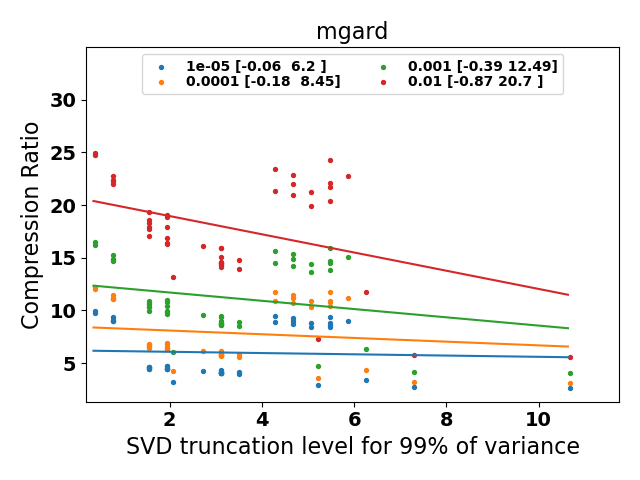 mgard
1e-05 [-0.06  6.2 ]
0.0001 [-0.18  8.45]
0.001 [-0.39 12.49]
0.01 [-0.87 20.7 ]
Compression Ratio
30
25
20
15
10
5
2 4 6 8 10
SVD truncation level for 99% of variance